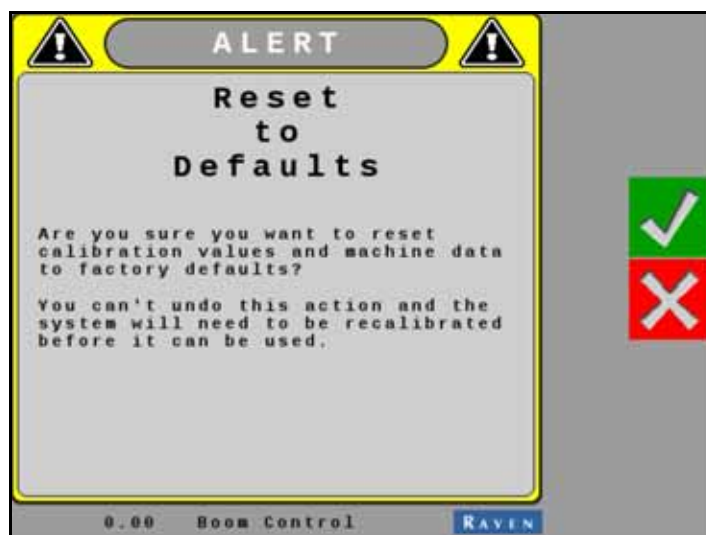 ALERT
Reset
to
Defaults
Are you sure you want to reset
calibration values and machine data
to factory defaults?
You can't undo this action and the
system will need to be recalibrated
before it can be used.
0.00 Boom Control RAVEN